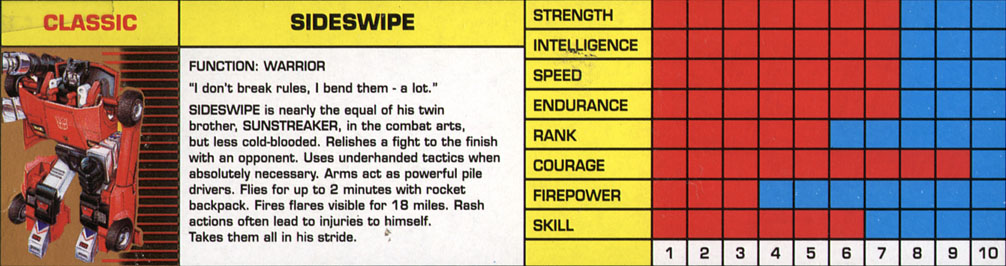 CLASSIC
SIDESWIPE
FUNCTION: WARRIOR
"I don't break rules, I bend them - a lot."
SIDESWIPE is nearly the equal of his twin
brother, SUNSTREAKER, in the combat arts,
but less cold-blooded. Relishes a fight to the finish
with an opponent. Uses underhanded tactics when
absolutely necessary. Arms act as powerful pile
drivers. Flies for up to 2 minutes with rocket
backpack. Fires flares visible for 18 miles. Rash
actions often lead to injuries to himself.
Takes them all in his stride.
STRENGTH
INTELLIGENCE
SPEED
ENDURANCE
RANK
COURAGE
FIREPOWER
SKILL
1 2 3 4 5 6 7 8 9 10